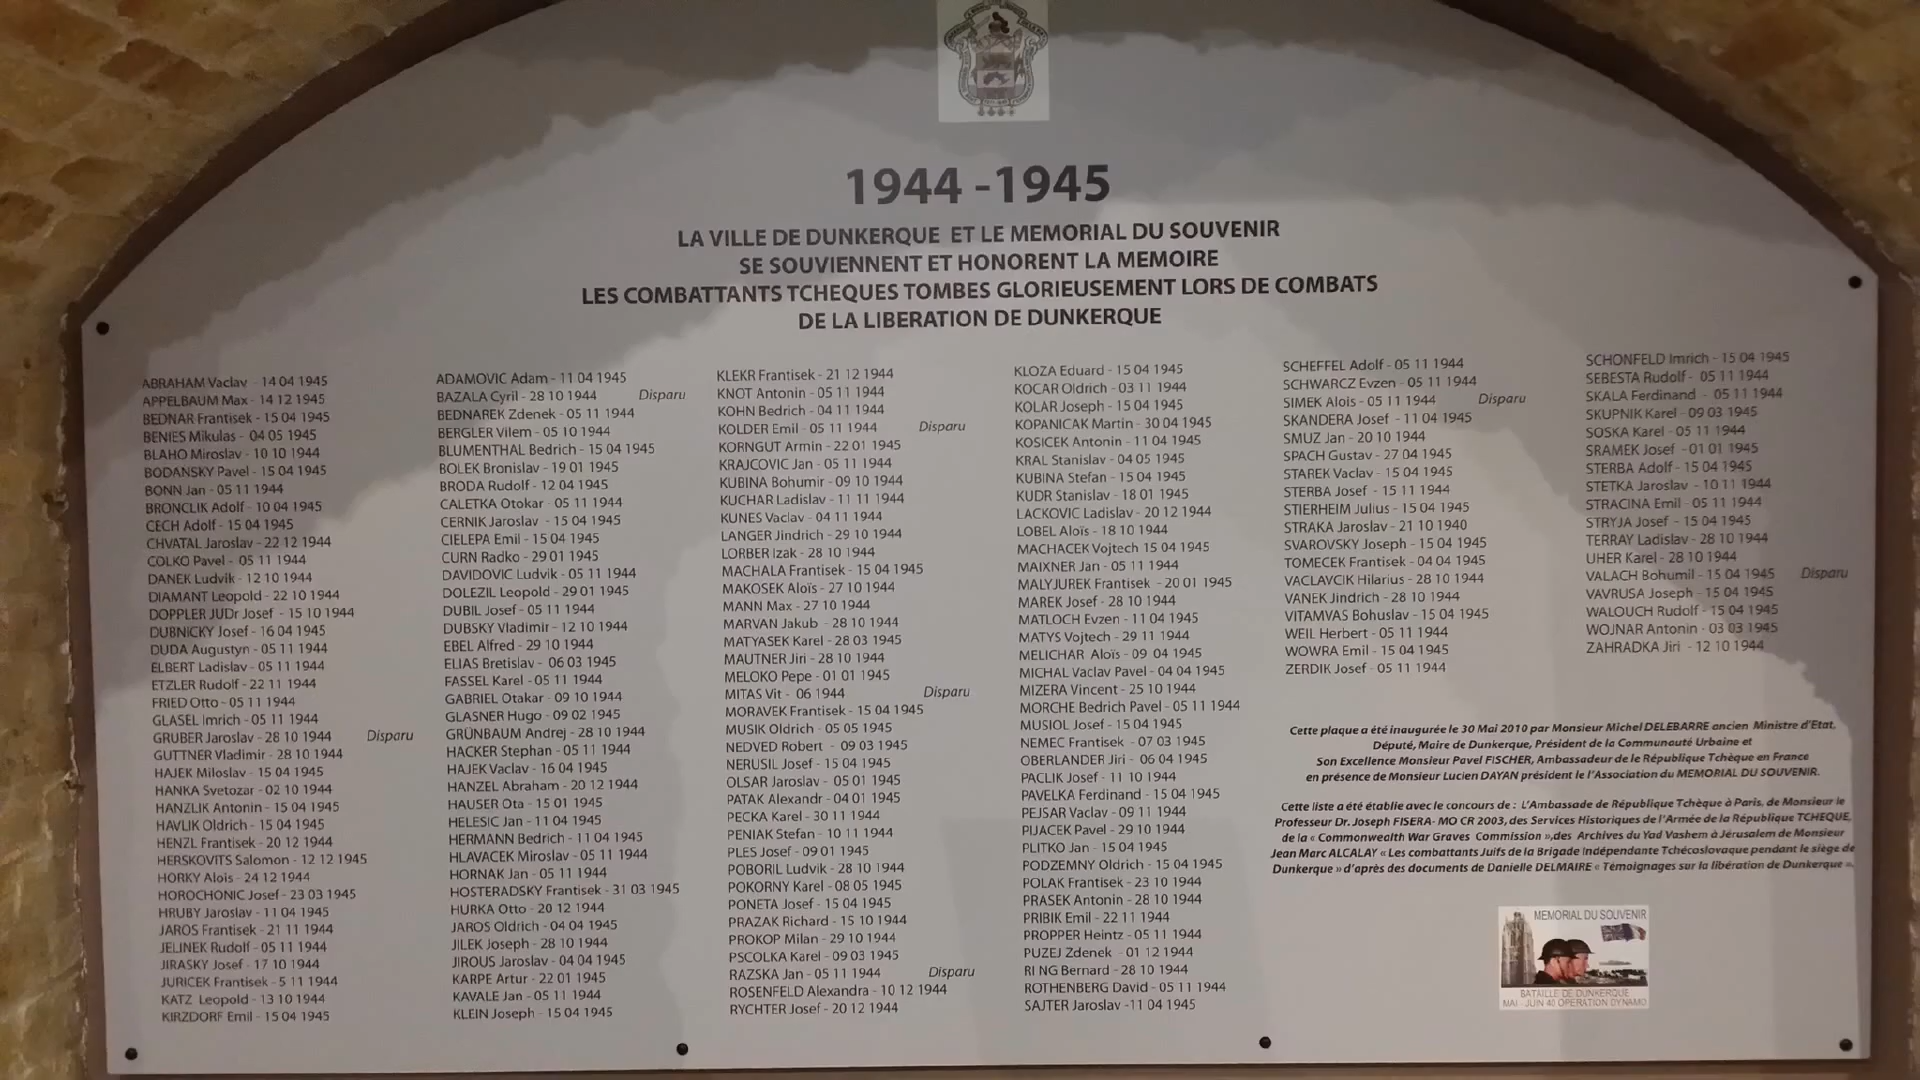 1944 -1945
LA VILLE DE DUNKERQUE ET LE MEMORIAL DU SOUVENIR
SE SOUVIENNENT ET HONORENT LA MEMOIRE
LES COMBATTANTS TCHEQUES TOMBES GLORIEUSEMENT LORS DE COMBATS
DE LA LIBERATION DE DUNKERQUE
ABRAHAM Vaclav - 14 04 1945
APPELBAUM Max - 14 12 1945
BEDNAR Frantisek - 15 04 1945
BENIES Mikulas - 04 05 1945
BLAHO Miroslav - 10 10 1944
BODANSKY Pavel - 15 04 1945
BONN Jan - 05 11 1944
BRONCLIK Adolf - 10 04 1945
CECH Adolf - 15 04 1945
CHVATAL Jaroslav - 22 12 1944
COLKO Pavel - 05 11 1944
DANEK Ludvik - 12 10 1944
DIAMANT Leopold - 22 10 1944
DOPPLER JUDr Josef - 15 10 1944
DUBNICKY Josef - 16 04 1945
DUDA Augustyn - 05 11 1944
ELBERT Ladislav - 05 11 1944
ETZLER Rudolf - 22 11 1944
FRIED Otto - 05 11 1944
GLASEL Imrich - 05 11 1944
GRUBER Jaroslav - 28 10 1944 Disparu
GUTTNER Vladimir - 28 10 1944
HAJEK Miloslav - 15 04 1945
HANKA Svetozar - 02 10 1944
HANZLIK Antonin - 15 04 1945
HAVLIK Oldrich - 15 04 1945
HENZL Frantisek - 20 12 1944
HERSKOVITS Salomon - 12 12 1945
HORKY Alois - 24 12 1944
HOROCHONIC Josef - 23 03 1945
HRUBY Jaroslav - 11 04 1945
JAROS Frantisek - 21 11 1944
JELINEK Rudolf - 05 11 1944
JIRASKY Josef - 17 10 1944
JURICEK Frantisek - 5 11 1944
KATZ Leopold - 13 10 1944
KIRZDORF Emil - 15 04 1945
ADAMOVIC Adam - 11 04 1945
BAZALA Cyril - 28 10 1944 Disparu
BEDNAREK Zdenek - 05 11 1944
BERGLER Vilem - 05 10 1944
BLUMENTHAL Bedrich - 15 04 1945
BOLEK Bronislav - 19 01 1945
BRODA Rudolf - 12 04 1945
CALETKA Otokar - 05 11 1944
CERNIK Jaroslav - 15 04 1945
CIELEPA Emil - 15 04 1945
CURN Radko - 29 01 1945
DAVIDOVIC Ludvik - 05 11 1944
DOLEZIL Leopold - 29 01 1945
DUBIL Josef - 05 11 1944
DUBSKY Vladimir - 12 10 1944
EBEL Alfred - 29 10 1944
ELIAS Bretislav - 06 03 1945
FASSEL Karel - 05 11 1944
GABRIEL Otakar - 09 10 1944
GLASNER Hugo - 09 02 1945
GRÜNBAUM Andrej - 28 10 1944
HACKER Stephan - 05 11 1944
HAJEK Vaclav - 16 04 1945
HANZEL Abraham - 20 12 1944
HAUSER Ota - 15 01 1945
HELESIC Jan - 11 04 1945
HERMANN Bedrich - 11 04 1945
HLAVACEK Miroslav - 05 11 1944
HORNAK Jan - 05 11 1944
HOSTERADSKY Frantisek - 31 03 1945
HURKA Otto - 20 12 1944
JAROS Oldrich - 04 04 1945
JILEK Joseph - 28 10 1944
JIROUS Jaroslav - 04 04 1945
KARPE Artur - 22 01 1945
KAVALE Jan - 05 11 1944
KLEIN Joseph - 15 04 1945
KLEKR Frantisek - 21 12 1944
KNOT Antonin - 05 11 1944
KOHN Bedrich - 04 11 1944
KOLDER Emil - 05 11 1944 Disparu
KORNGUT Armin - 22 01 1945
KRAJCOVIC Jan - 05 11 1944
KUBINA Bohumir - 09 10 1944
KUCHAR Ladislav - 11 11 1944
KUNES Vaclav - 04 11 1944
LANGER Jindrich - 29 10 1944
LORBER Izak - 28 10 1944
MACHALA Frantisek - 15 04 1945
MAKOSEK Aloïs - 27 10 1944
MANN Max - 27 10 1944
MARVAN Jakub - 28 10 1944
MATYASEK Karel - 28 03 1945
MAUTNER Jiri - 28 10 1944
MELOKO Pepe - 01 01 1945
MITAS Vit - 06 1944 Disparu
MORAVEK Frantisek - 15 04 1945
MUSIK Oldrich - 05 05 1945
NEDVED Robert - 09 03 1945
NERUSIL Josef - 15 04 1945
OLSAR Jaroslav - 05 01 1945
PATAK Alexandr - 04 01 1945
PECKA Karel - 30 11 1944
PENIAK Stefan - 10 11 1944
PLES Josef - 09 01 1945
POBORIL Ludvik - 28 10 1944
POKORNY Karel - 08 05 1945
PONETA Josef - 15 04 1945
PRAZAK Richard - 15 10 1944
PROKOP Milan - 29 10 1944
PSCOLKA Karel - 09 03 1945
RAZSKA Jan - 05 11 1944 Disparu
ROSENFELD Alexandra - 10 12 1944
RYCHTER Josef - 20 12 1944
KLOZA Eduard - 15 04 1945
KOCAR Oldrich - 03 11 1944
KOLAR Joseph - 15 04 1945
KOPANICAK Martin - 30 04 1945
KOSICEK Antonin - 11 04 1945
KRAL Stanislav - 04 05 1945
KUBINA Stefan - 15 04 1945
KUDR Stanislav - 18 01 1945
LACKOVIC Ladislav - 20 12 1944
LOBEL Aloïs - 18 10 1944
MACHACEK Vojtech 15 04 1945
MAIXNER Jan - 05 11 1944
MALYJUREK Frantisek - 20 01 1945
MAREK Josef - 28 10 1944
MATLOCH Evzen - 11 04 1945
MATYS Vojtech - 29 11 1944
MELICHAR Aloïs - 09 04 1945
MICHAL Vaclav Pavel - 04 04 1945
MIZERA Vincent - 25 10 1944
MORCHE Bedrich Pavel - 05 11 1944
MUSIOL Josef - 15 04 1945
NEMEC Frantisek - 07 03 1945
OBERLANDER Jiri - 06 04 1945
PACLIK Josef - 11 10 1944
PAVELKA Ferdinand - 15 04 1945
PEJSAR Vaclav - 09 11 1944
PIJACEK Pavel - 29 10 1944
PLITKO Jan - 15 04 1945
PODZEMNY Oldrich - 15 04 1945
POLAK Frantisek - 23 10 1944
PRASEK Antonin - 28 10 1944
PRIBIK Emil - 22 11 1944
PROPPER Heintz - 05 11 1944
PUZEJ Zdenek - 01 12 1944
RI NG Bernard - 28 10 1944
ROTHENBERG David - 05 11 1944
SAJTER Jaroslav -11 04 1945
SCHEFFEL Adolf - 05 11 1944
SCHWARCZ Evzen - 05 11 1944
SIMEK Alois - 05 11 1944 Disparu
SKANDERA Josef - 11 04 1945
SMUZ Jan - 20 10 1944
SPACH Gustav - 27 04 1945
STAREK Vaclav - 15 04 1945
STERBA Josef - 15 11 1944
STIERHEIM Julius - 15 04 1945
STRAKA Jaroslav - 21 10 1940
SVAROVSKY Joseph - 15 04 1945
TOMECEK Frantisek - 04 04 1945
VACLAVCIK Hilarius - 28 10 1944
VANEK Jindrich - 28 10 1944
VITAMVAS Bohuslav - 15 04 1945
WEIL Herbert - 05 11 1944
WOWRA Emil - 15 04 1945
ZERDIK Josef - 05 11 1944
SCHONFELD Imrich - 15 04 1945
SEBESTA Rudolf - 05 11 1944
SKALA Ferdinand - 05 11 1944
SKUPNIK Karel - 09 03 1945
SOSKA Karel - 05 11 1944
SRAMEK Josef - 01 01 1945
STERBA Adolf - 15 04 1945
STETKA Jaroslav - 10 11 1944
STRACINA Emil - 05 11 1944
STRYJA Josef - 15 04 1945
TERRAY Ladislav - 28 10 1944
UHER Karel - 28 10 1944
VALACH Bohumil - 15 04 1945 Disparu
VAVRUSA Joseph - 15 04 1945
WALOUCH Rudolf - 15 04 1945
WOJNAR Antonin - 03 03 1945
ZAHRADKA Jiri - 12 10 1944
Cette plaque a été inaugurée le 30 Mai 2010 par Monsieur Michel DELEBARRE ancien Ministre d'Etat,
Député, Maire de Dunkerque, Président de la Communauté Urbaine et
Son Excellence Monsieur Pavel FISCHER, Ambassadeur de le République Tchèque en France
en présence de Monsieur Lucien DAYAN président le l'Association du MEMORIAL DU SOUVENIR.
Cette liste a été établie avec le concours de : L'Ambassade de République Tchèque à Paris, de Monsieur le
Professeur Dr. Joseph FISERA- MO CR 2003, des Services Historiques de l'Armée de la République TCHEQUE,
de la « Commonwealth War Graves Commission »,des Archives du Yad Vashem à Jérusalem de Monsieur
Jean Marc ALCALAY « Les combattants Juifs de la Brigade Indépendante Tchécoslovaque pendant le siège de
Dunkerque » d'après des documents de Danielle DELMAIRE « Témoignages sur la libération de Dunkerque ».
MEMORIAL DU SOUVENIR
BATAILLE DE DUNKERQUE
MAI - JUIN 40 OPERATION DYNAMO